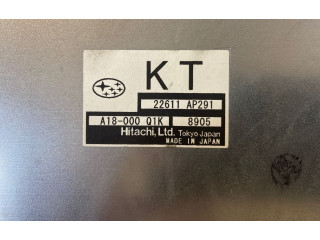 KT
22611 AP291
A18-000 Q1K 8905
Hitachi, Ltd. Tokyo Japan
MADE IN JAPAN